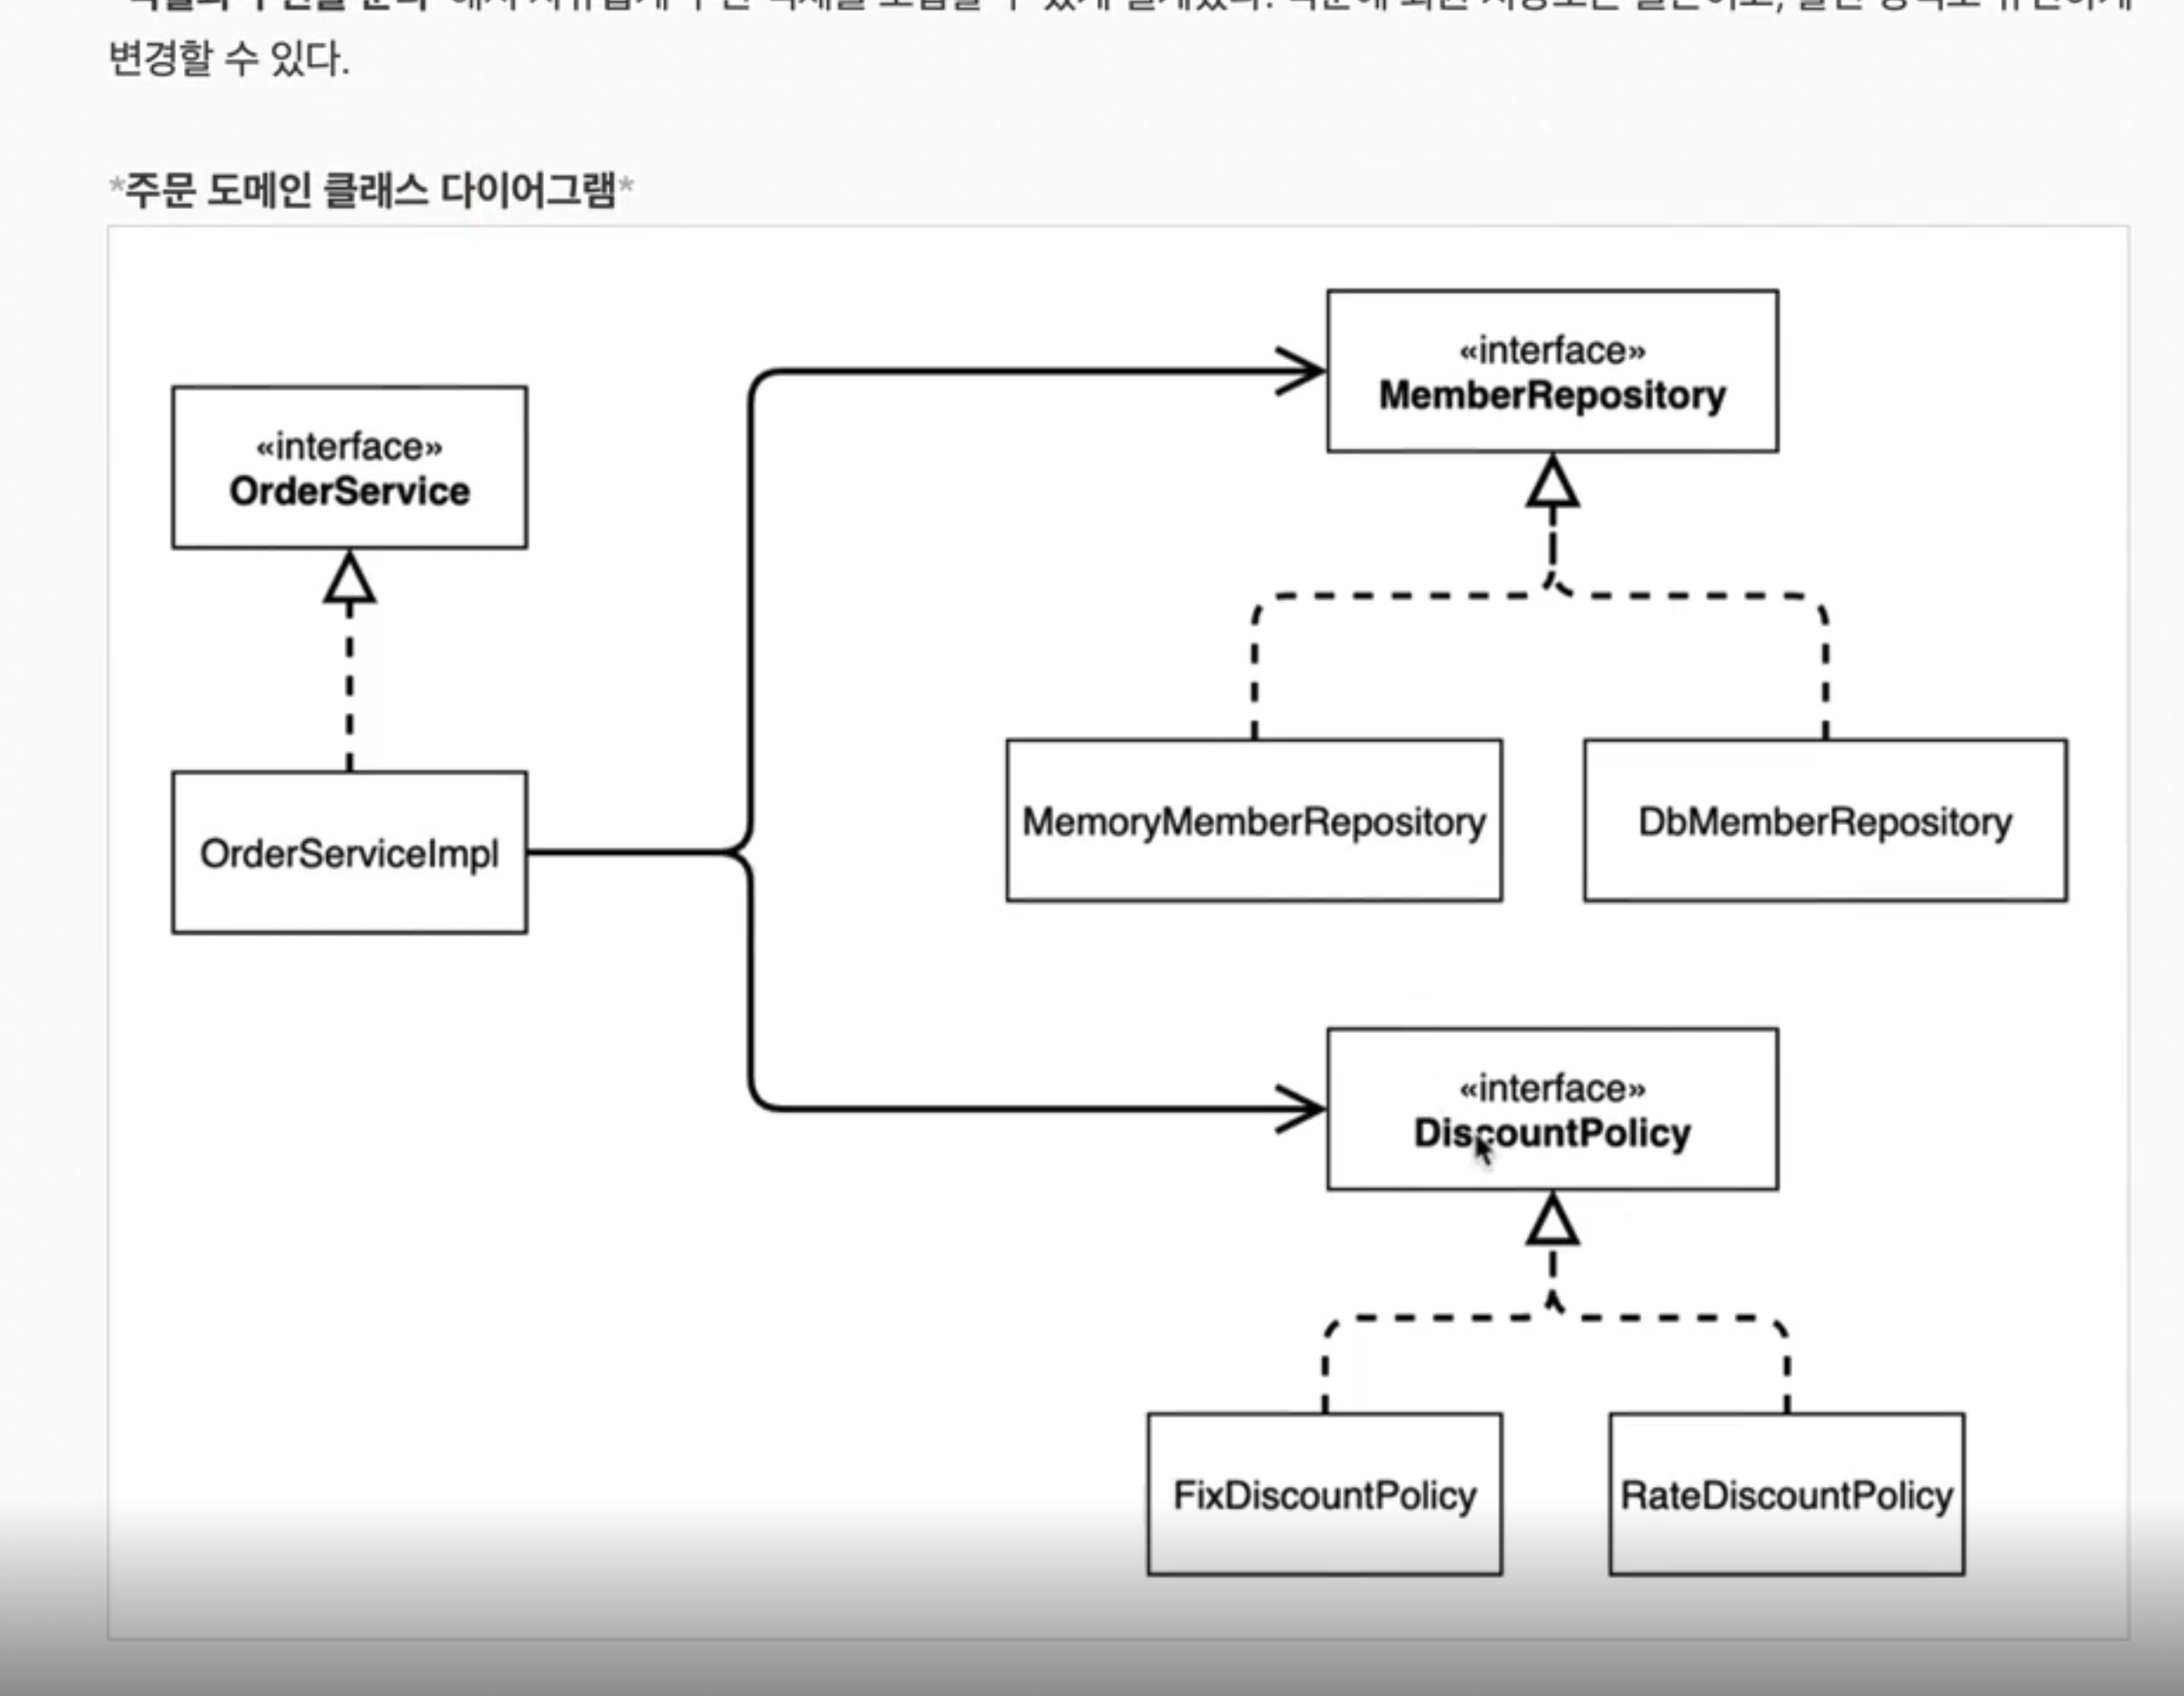 변경할 수 있다.
*주문 도메인 클래스 다이어그램*
«interface»
MemberRepository
«interface»
OrderService
MemoryMemberRepository
DbMemberRepository
OrderServiceImpl
«interface»
DiscountPolicy
FixDiscountPolicy
RateDiscountPolicy